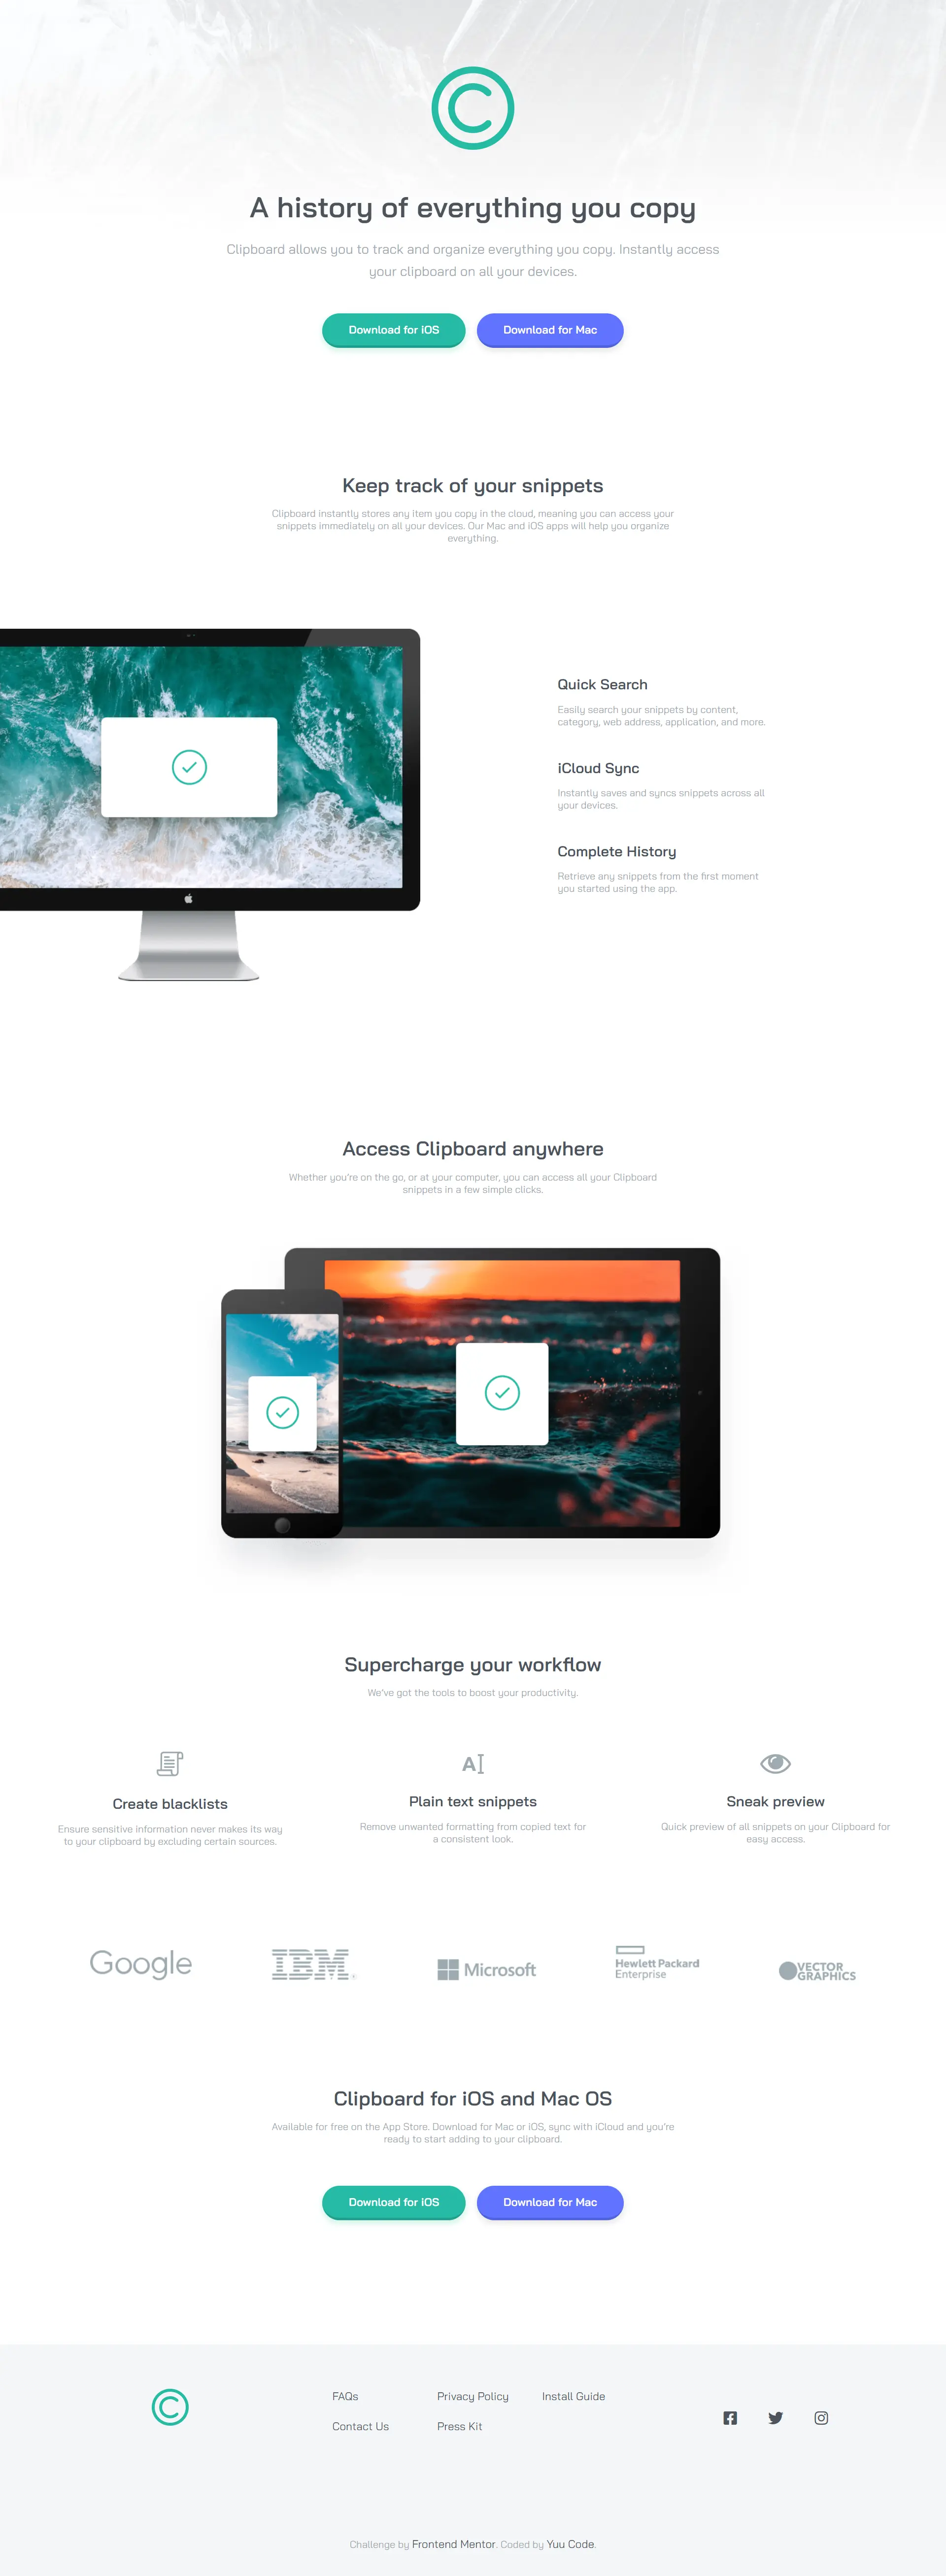 A history of everything you copy
Clipboard allows you to track and organize everything you copy. Instantly access
your clipboard on all your devices.
Download for iOS
Download for Mac
Keep track of your snippets
Clipboard instantly stores any item you copy in the cloud, meaning you can access your
snippets immediately on all your devices. Our Mac and iOS apps will help you organize
everything.
Quick Search
Easily search your snippets by content,
category, web address, application, and more.
iCloud Sync
Instantly saves and syncs snippets across all
your devices.
Complete History
Retrieve any snippets from the first moment
you started using the app.
Access Clipboard anywhere
Whether you're on the go, or at your computer, you can access all your Clipboard
snippets in a few simple clicks.
Supercharge your workflow
We've got the tools to boost your productivity.
AI
Create blacklists
Ensure sensitive information never makes its way
to your clipboard by excluding certain sources.
Plain text snippets
Remove unwanted formatting from copied text for
a consistent look.
Sneak preview
Quick preview of all snippets on your Clipboard for
easy access.
Google
IBM
Microsoft
Hewlett Packard
Enterprise
VECTOR
GRAPHICS
Clipboard for iOS and Mac OS
Available for free on the App Store. Download for Mac or iOS, sync with iCloud and you're
ready to start adding to your clipboard.
Download for iOS
Download for Mac
FAQs
Contact Us
Privacy Policy
Press Kit
Install Guide
Challenge by Frontend Mentor. Coded by Yuu Code.